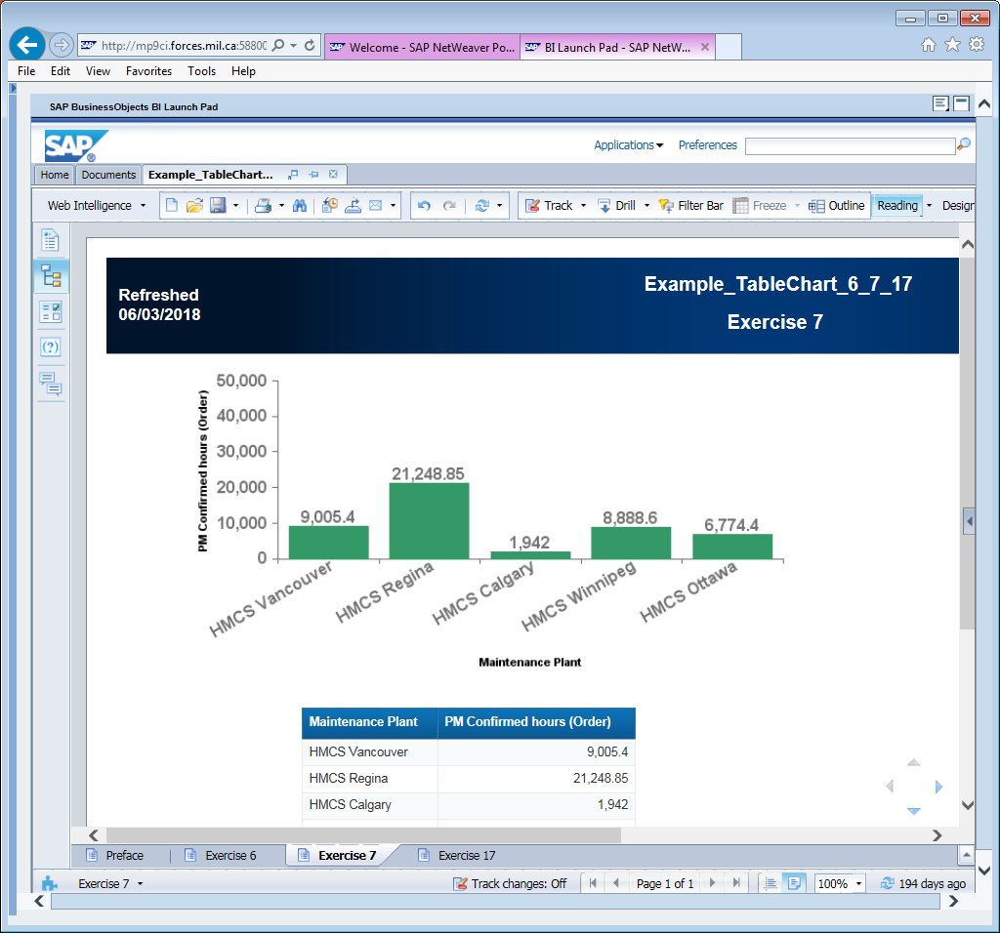 http://mp9ci.forces.mil.ca:5880
Welcome - SAP NetWeaver Po...
BI Launch Pad - SAP NetW...
File Edit View Favorites Tools Help
SAP BusinessObjects BI Launch Pad
SAP
Applications Preferences
Home Documents Example_TableChart...
Web Intelligence Track Drill Filter Bar Freeze Outline Reading Design
Refreshed
06/03/2018
Example_TableChart_6_7_17
Exercise 7
PM Confirmed hours (Order)
50,000
40,000
30,000
20,000
10,000
0
9,005.4
21,248.85
1,942
8,888.6
6,774.4
HMCS Vancouver
HMCS Regina
HMCS Calgary
HMCS Winnipeg
HMCS Ottawa
Maintenance Plant
Maintenance Plant PM Confirmed hours (Order)
HMCS Vancouver 9,005.4
HMCS Regina 21,248.85
HMCS Calgary 1,942
Preface Exercise 6 Exercise 7 Exercise 17
Exercise 7 Track changes: Off Page 1 of 1 100% 194 days ago